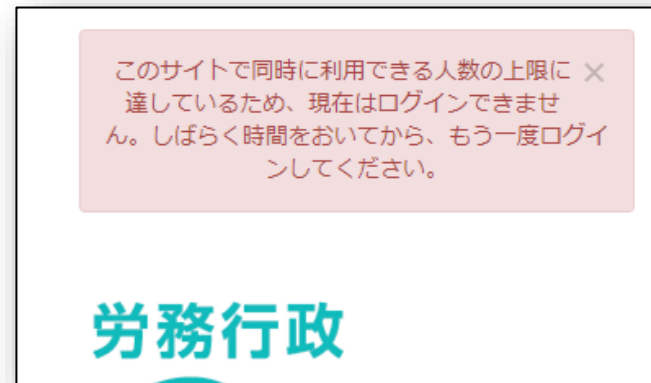 このサイトで同時に利用できる人数の上限に ×
達しているため、現在はログインできませ
ん。しばらく時間をおいてから、もう一度ログイ
ンしてください。
労務行政